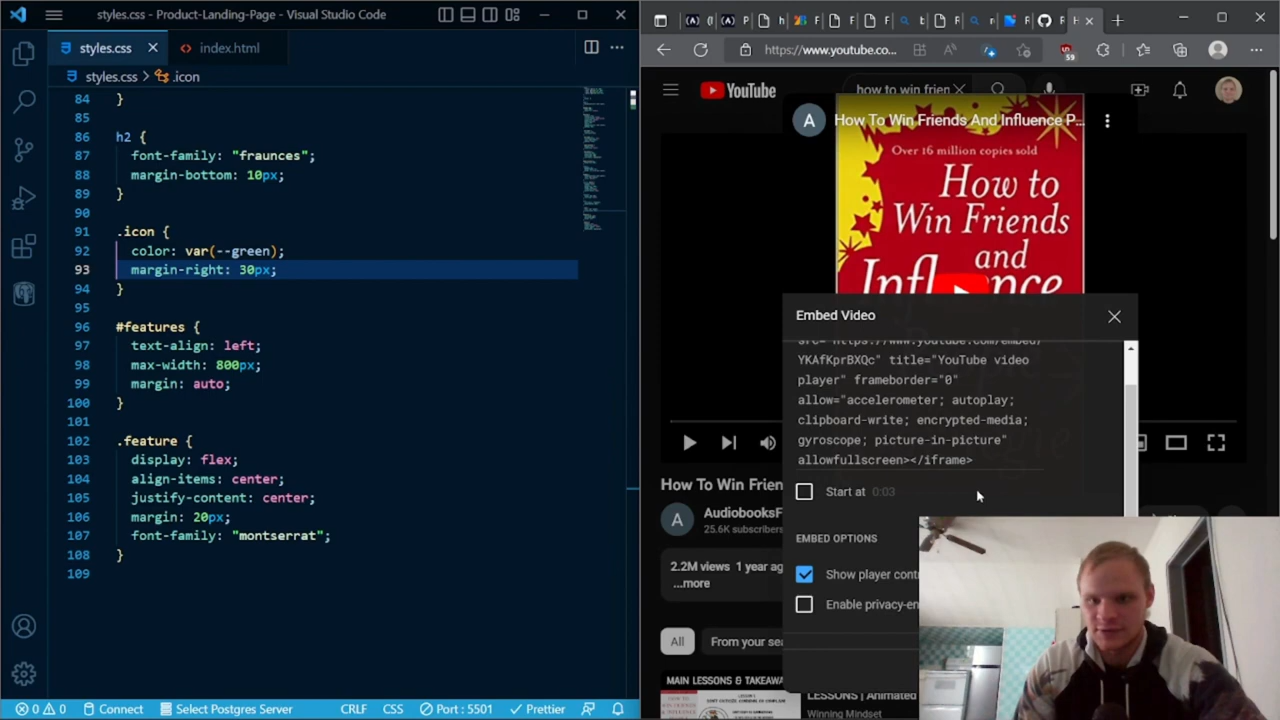 styles.css - Product-Landing-Page - Visual Studio Code
styles.css
index.html
styles.css > .icon
84 }
85
86 h2 {
87 font-family: "fraunces";
88 margin-bottom: 10px;
89 }
90
91 .icon {
92 color: var(--green);
93 margin-right: 30px;
94 }
95
96 #features {
97 text-align: left;
98 max-width: 800px;
99 margin: auto;
100 }
101
102 .feature {
103 display: flex;
104 align-items: center;
105 justify-content: center;
106 margin: 20px;
107 font-family: "montserrat";
108 }
109
0 0 Connect Select Postgres Server CRLF CSS Port : 5501 Prettier
https://www.youtube.co...
59
YouTube
how to win frien
A
How To Win Friends And Influence P...
Over 16 million copies sold
How to
Win Friends
and
Influence
Embed Video
src="https://www.youtube.com/embed/
YKAfKprBXQc" title="YouTube video
player" frameborder="0"
allow="accelerometer; autoplay;
clipboard-write; encrypted-media;
gyroscope; picture-in-picture"
allowfullscreen></iframe>
Start at 0:03
EMBED OPTIONS
Show player cont
Enable privacy-en
How To Win Frien
A
AudiobooksF
25.6K subscribers
2.2M views 1 year ag
...more
All
From your sea
MAIN LESSONS & TAKEAWA
LESSONS | Animated
Winning Mindset